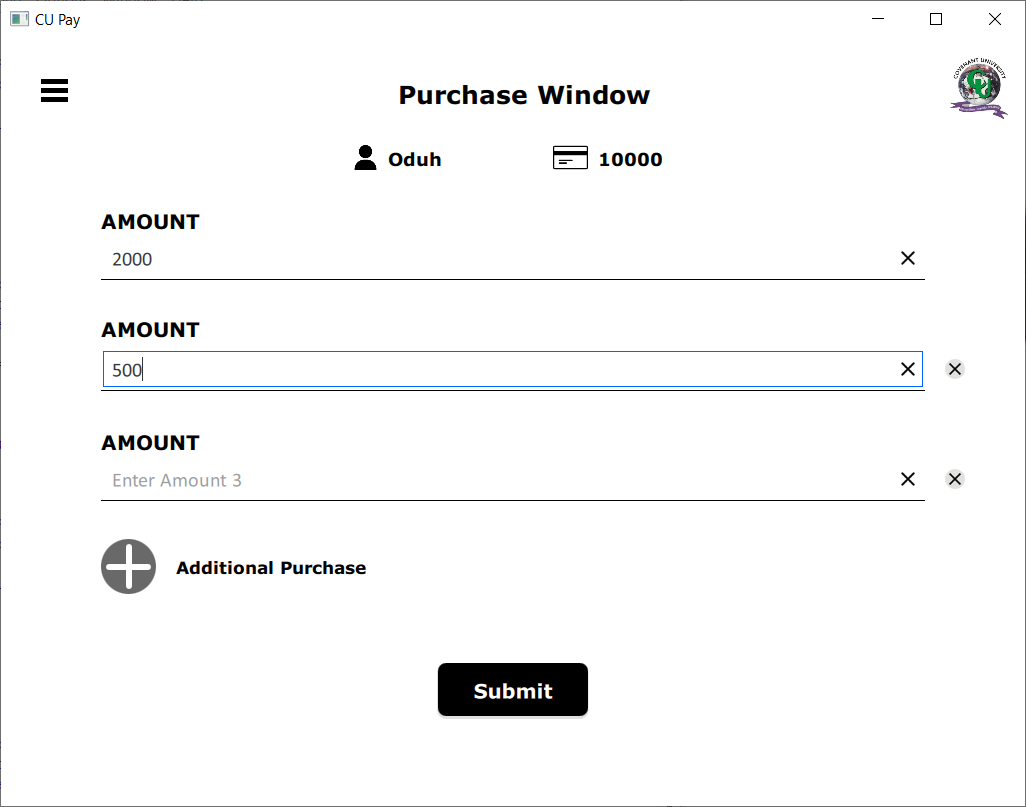 CU Pay
COVENANT UNIVERSITY
Purchase Window
Oduh
10000
AMOUNT
2000
AMOUNT
500
AMOUNT
Enter Amount 3
Additional Purchase
Submit